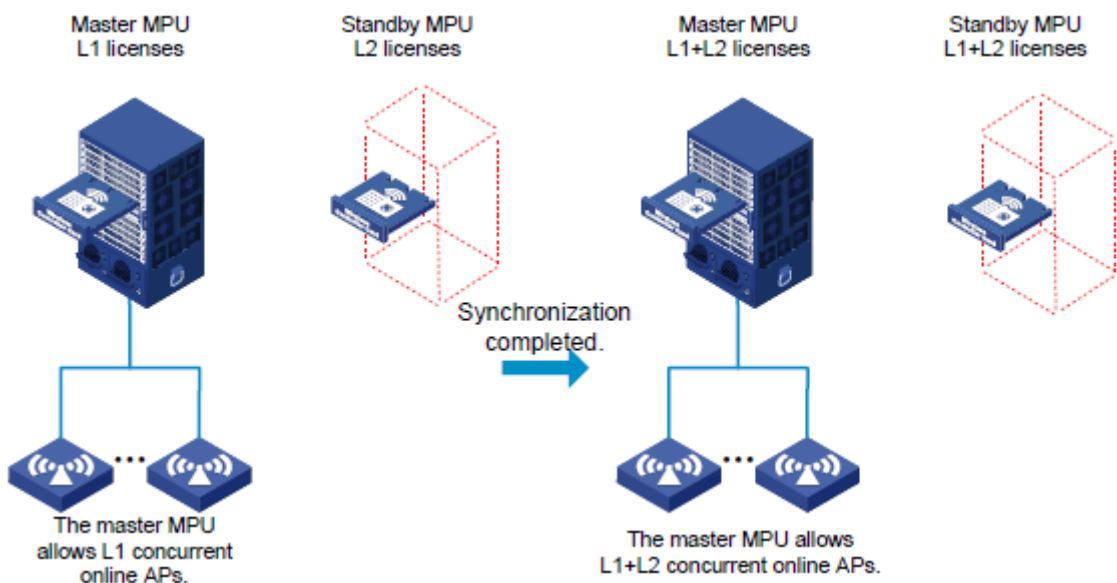 Master MPU
L1 licenses
Standby MPU
L2 licenses
Master MPU
L1+L2 licenses
Standby MPU
L1+L2 licenses
Synchronization
completed.
The master MPU
allows L1 concurrent
online APs.
The master MPU allows
L1+L2 concurrent online APs.